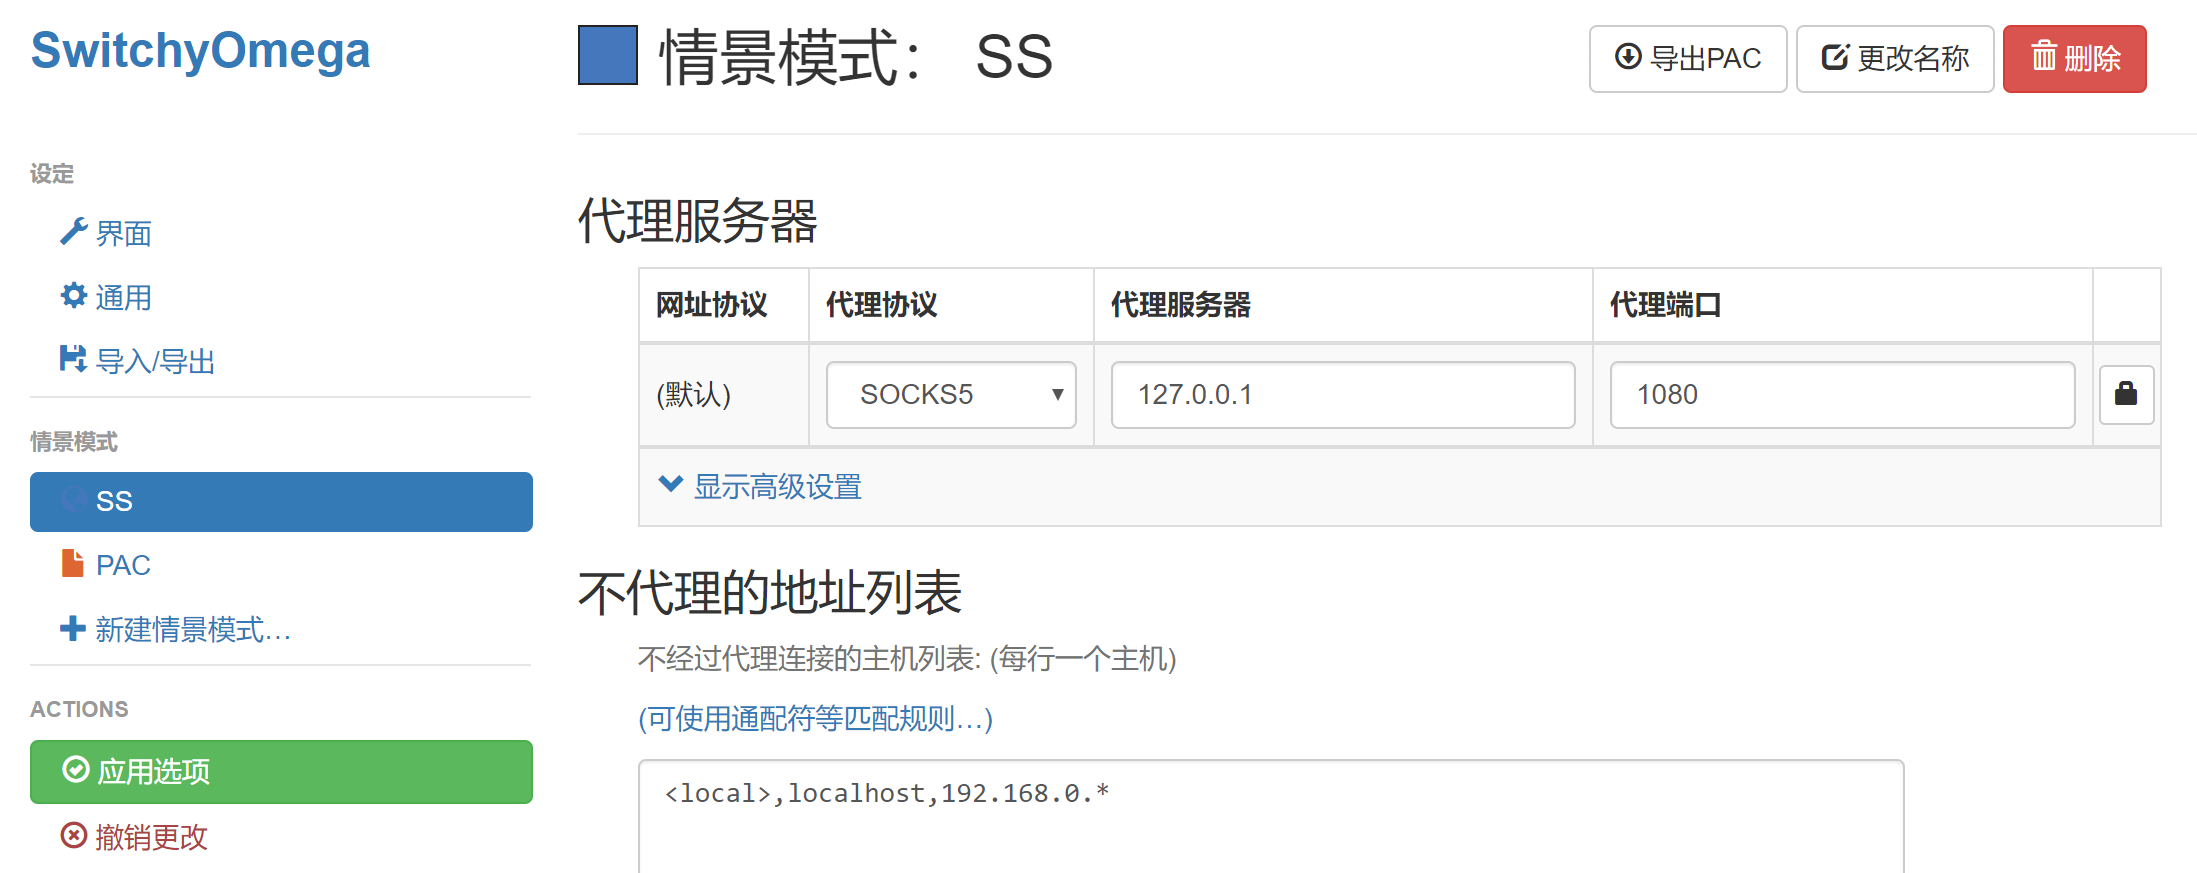 SwitchyOmega
设定
界面
通用
导入/导出
情景模式
SS
PAC
新建情景模式…
ACTIONS
应用选项
撤销更改
情景模式： SS
导出PAC
更改名称
删除
代理服务器
网址协议 代理协议 代理服务器 代理端口
(默认) SOCKS5 127.0.0.1 1080
显示高级设置
不代理的地址列表
不经过代理连接的主机列表: (每行一个主机)
(可使用通配符等匹配规则…)
<local>,localhost,192.168.0.*